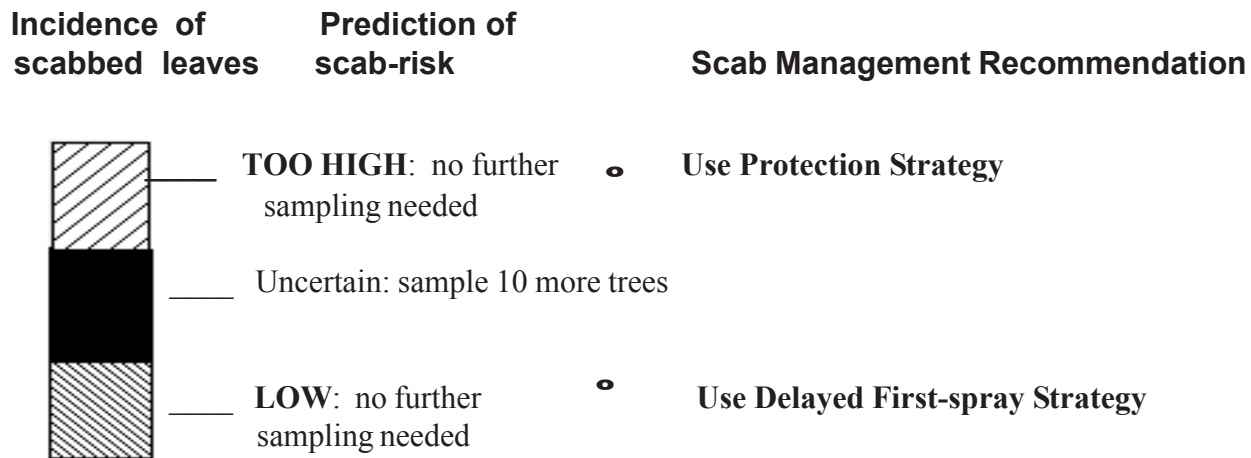 Incidence of Prediction of
scabbed leaves scab-risk Scab Management Recommendation
TOO HIGH: no further Use Protection Strategy
sampling needed
Uncertain: sample 10 more trees
LOW: no further Use Delayed First-spray Strategy
sampling needed